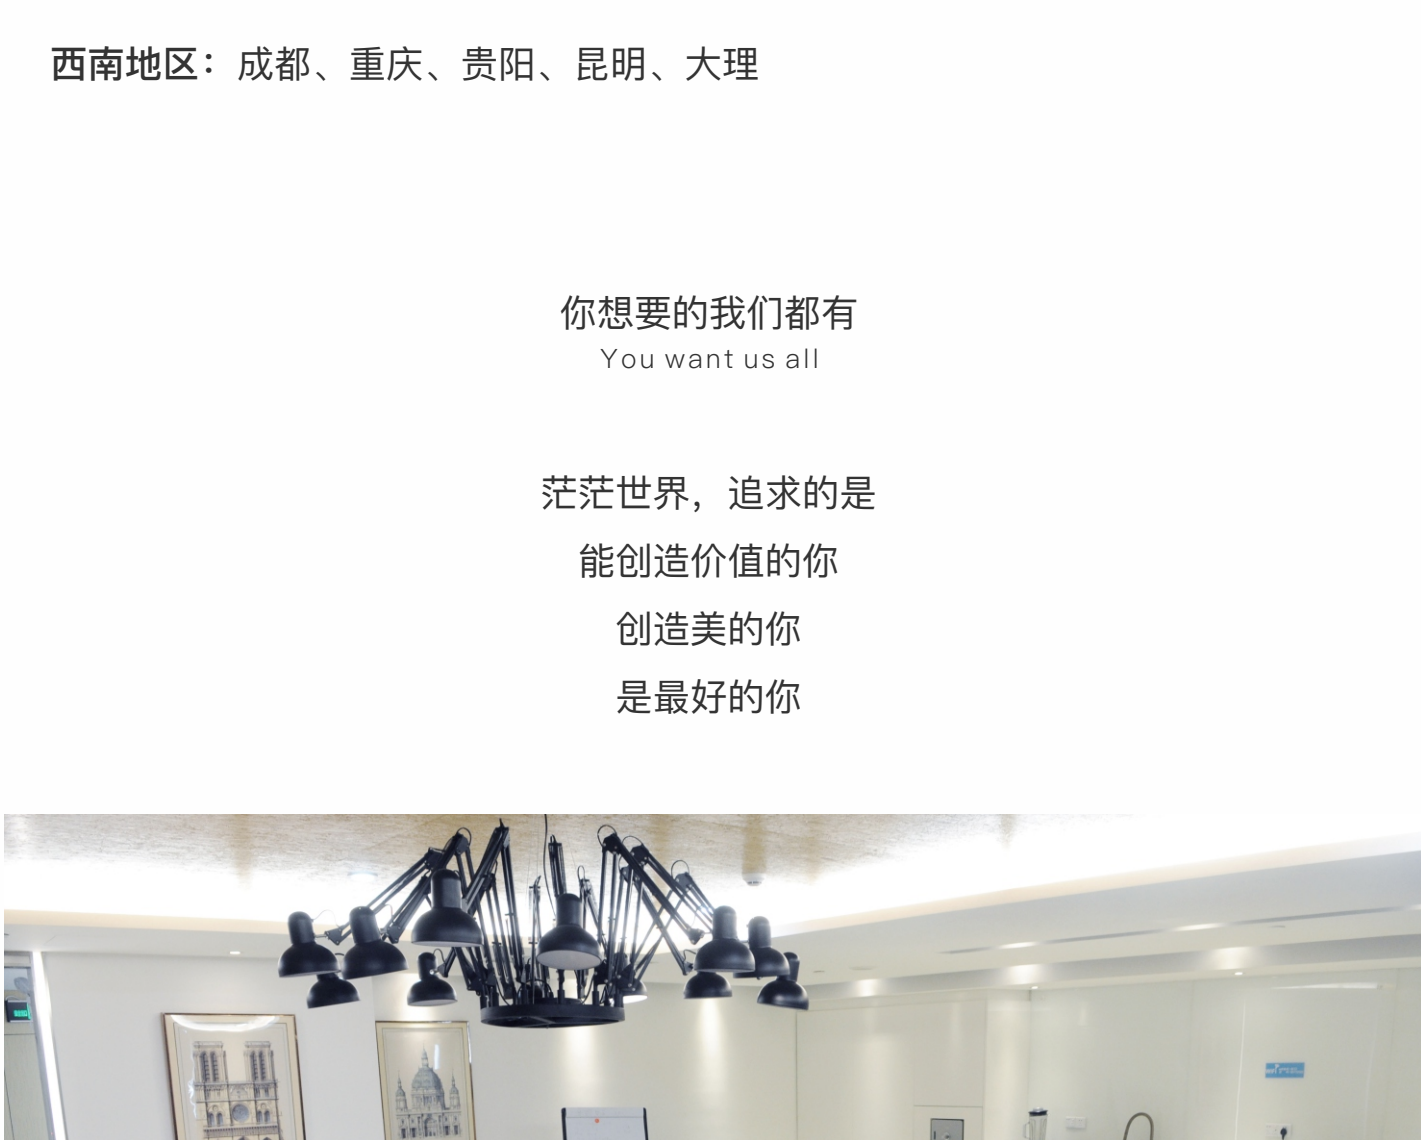 西南地区：成都、重庆、贵阳、昆明、大理
你想要的我们都有
You want us all
茫茫世界，追求的是
能创造价值的你
创造美的你
是最好的你